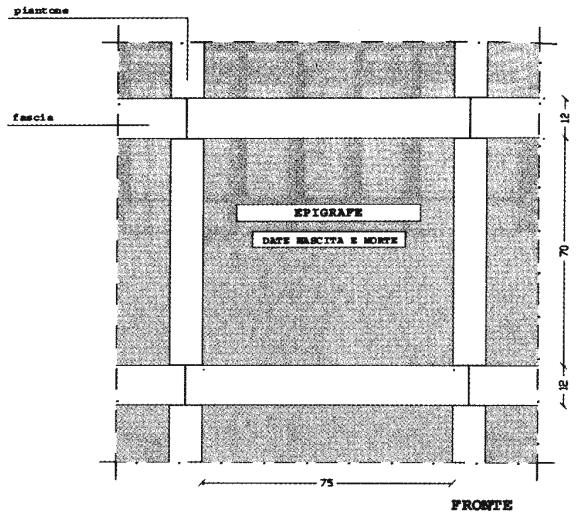 piantone
fascia
12
EPIGRAFE
DATE NASCITA E MORTE
70
12
75
FRONTE